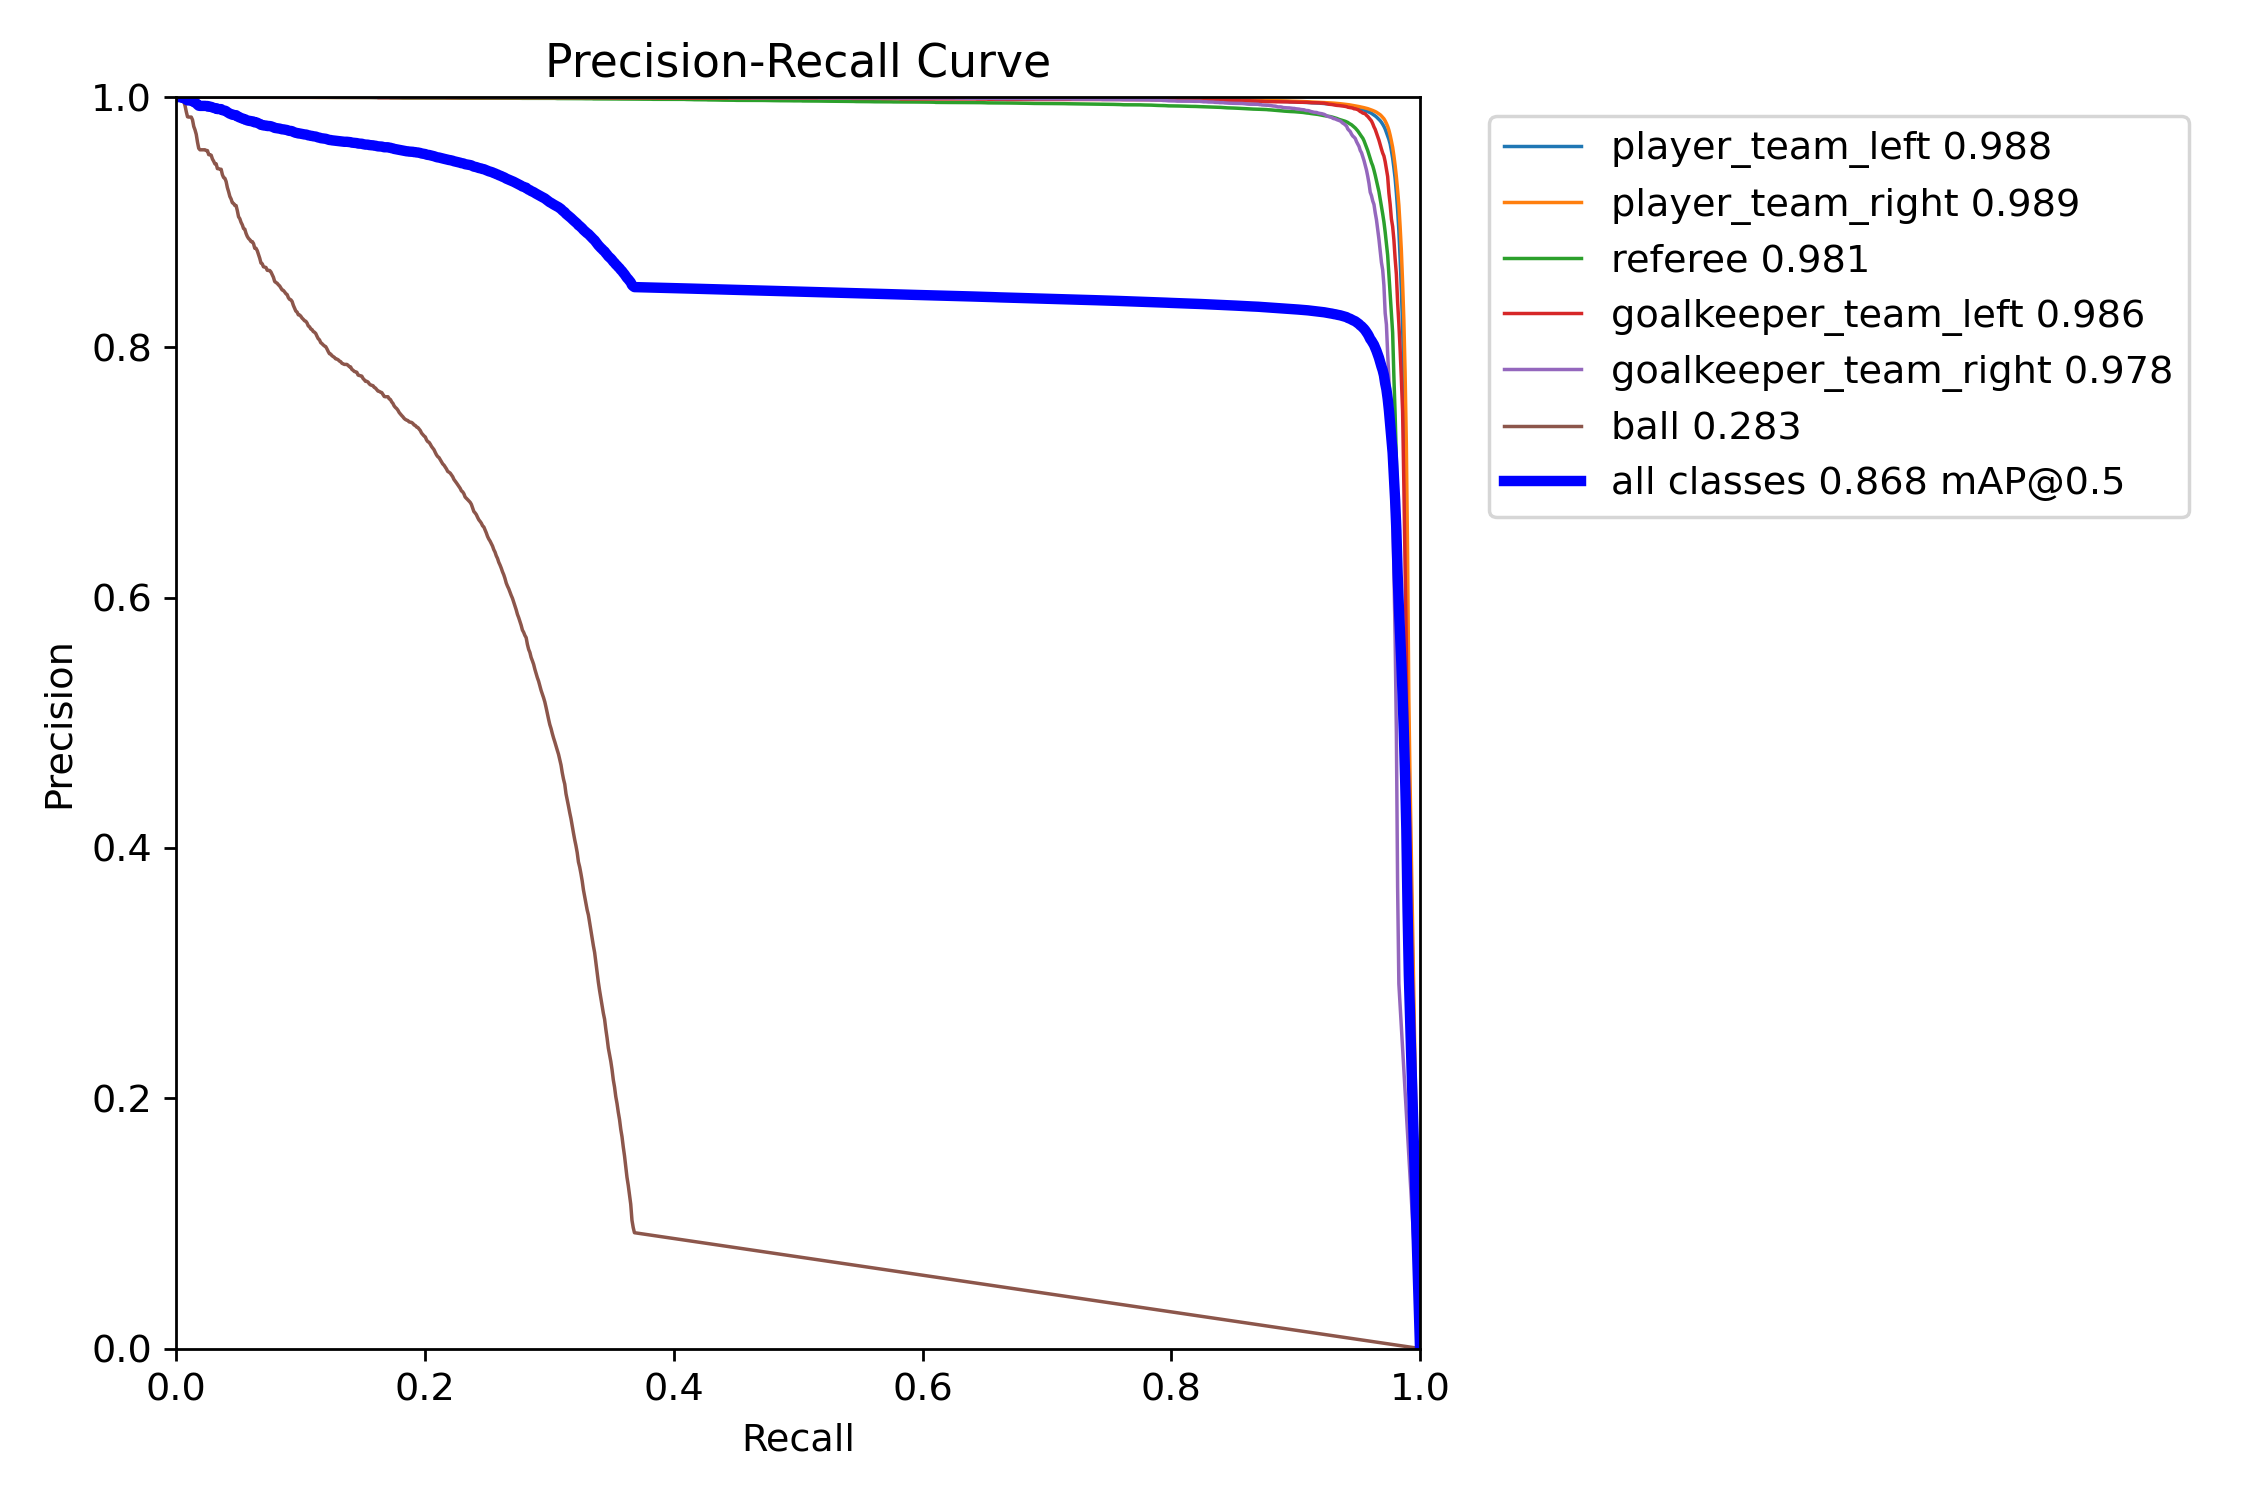 Precision-Recall Curve
1.0
0.8
0.6
0.4
0.2
0.0
Precision
0.0 0.2 0.4 0.6 0.8 1.0
Recall
player_team_left 0.988
player_team_right 0.989
referee 0.981
goalkeeper_team_left 0.986
goalkeeper_team_right 0.978
ball 0.283
all classes 0.868 mAP@0.5